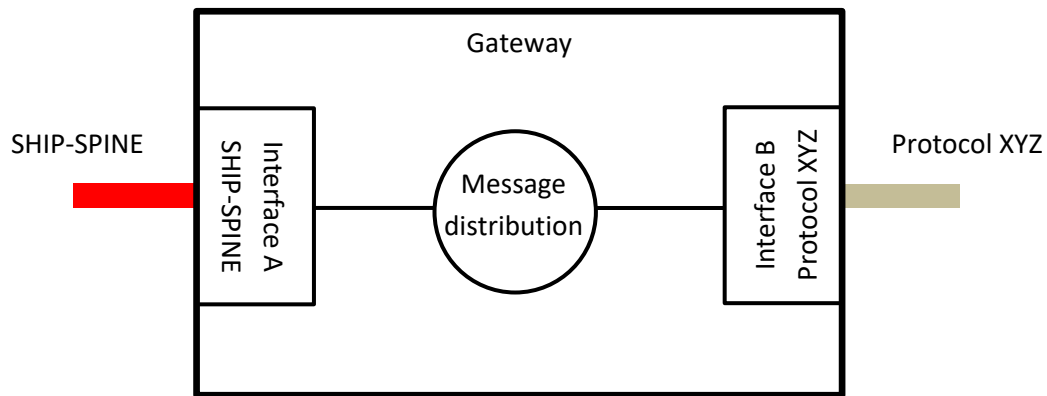 Gateway
SHIP-SPINE
Interface A
SHIP-SPINE
Message
distribution
Interface B
Protocol XYZ
Protocol XYZ